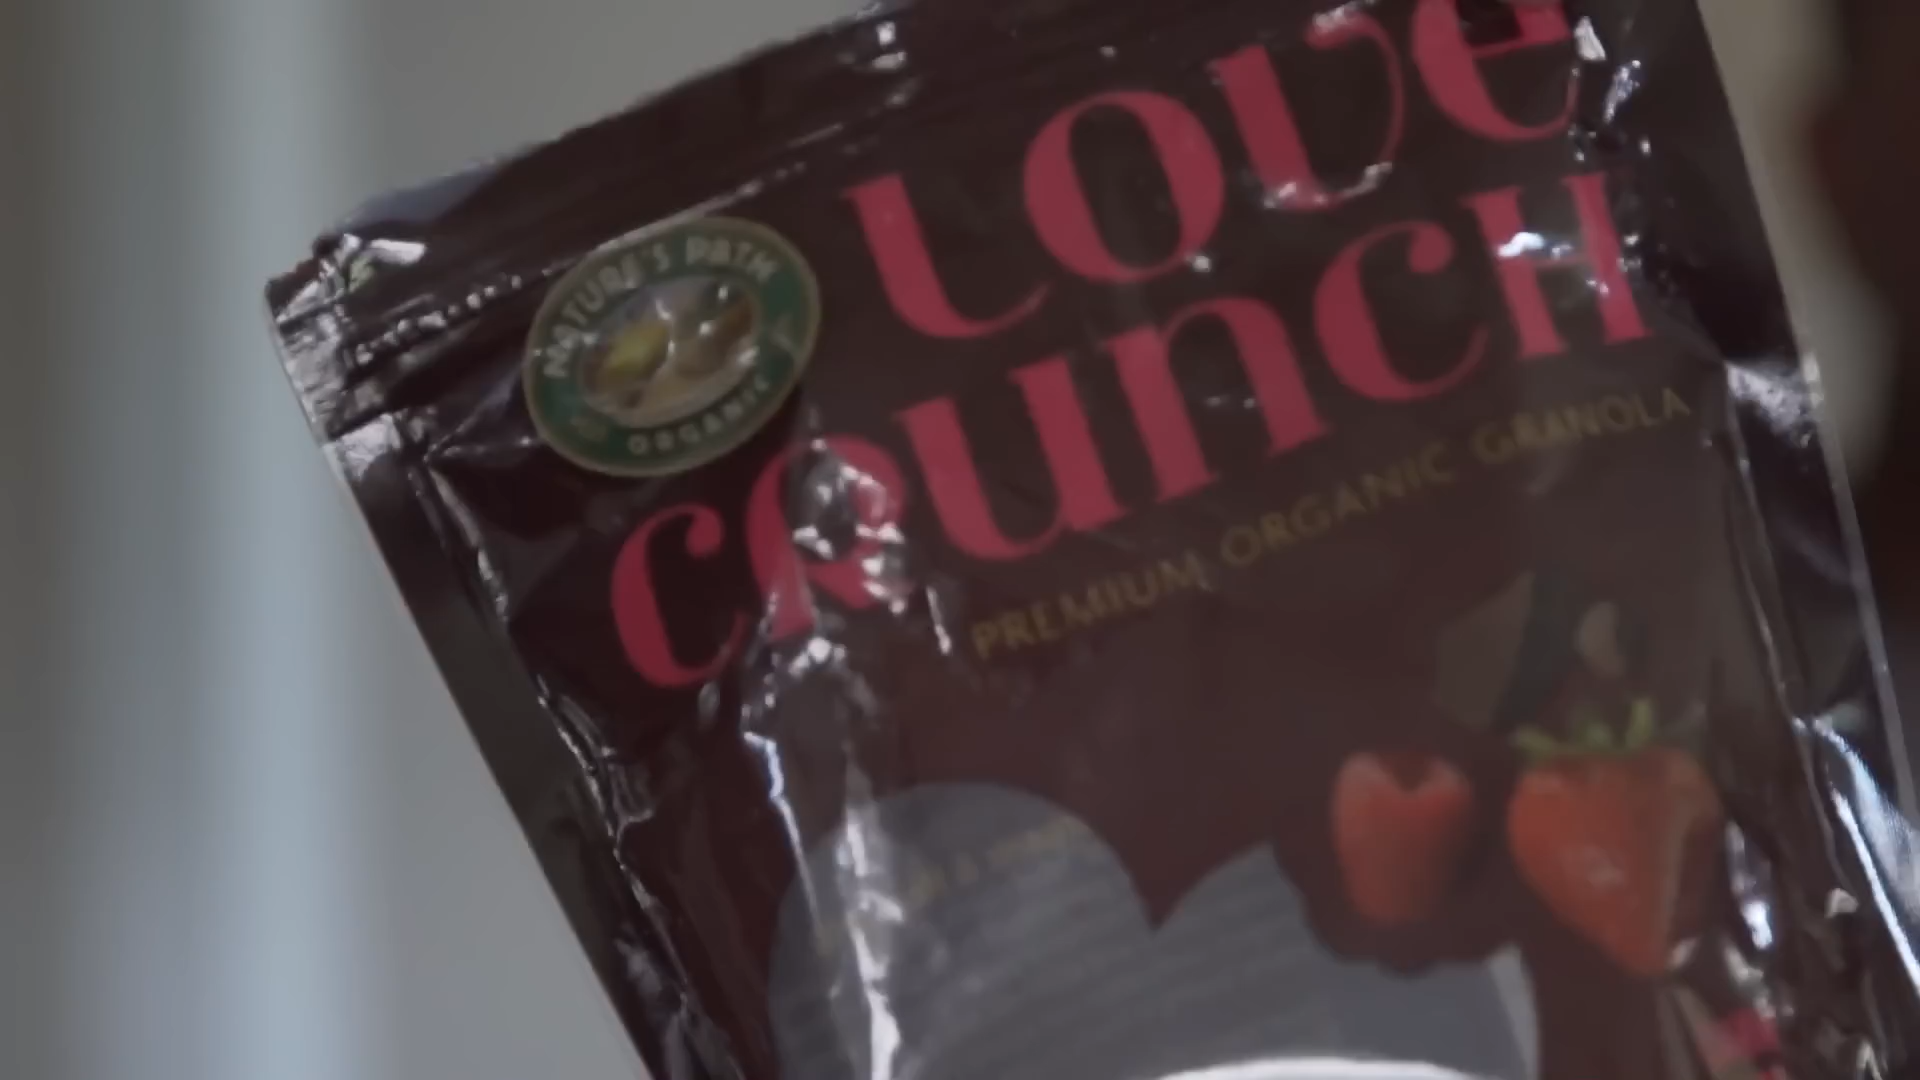 NATURE'S PATH
ORGANIC
LOVE
CRUNCH
PREMIUM ORGANIC GRANOLA